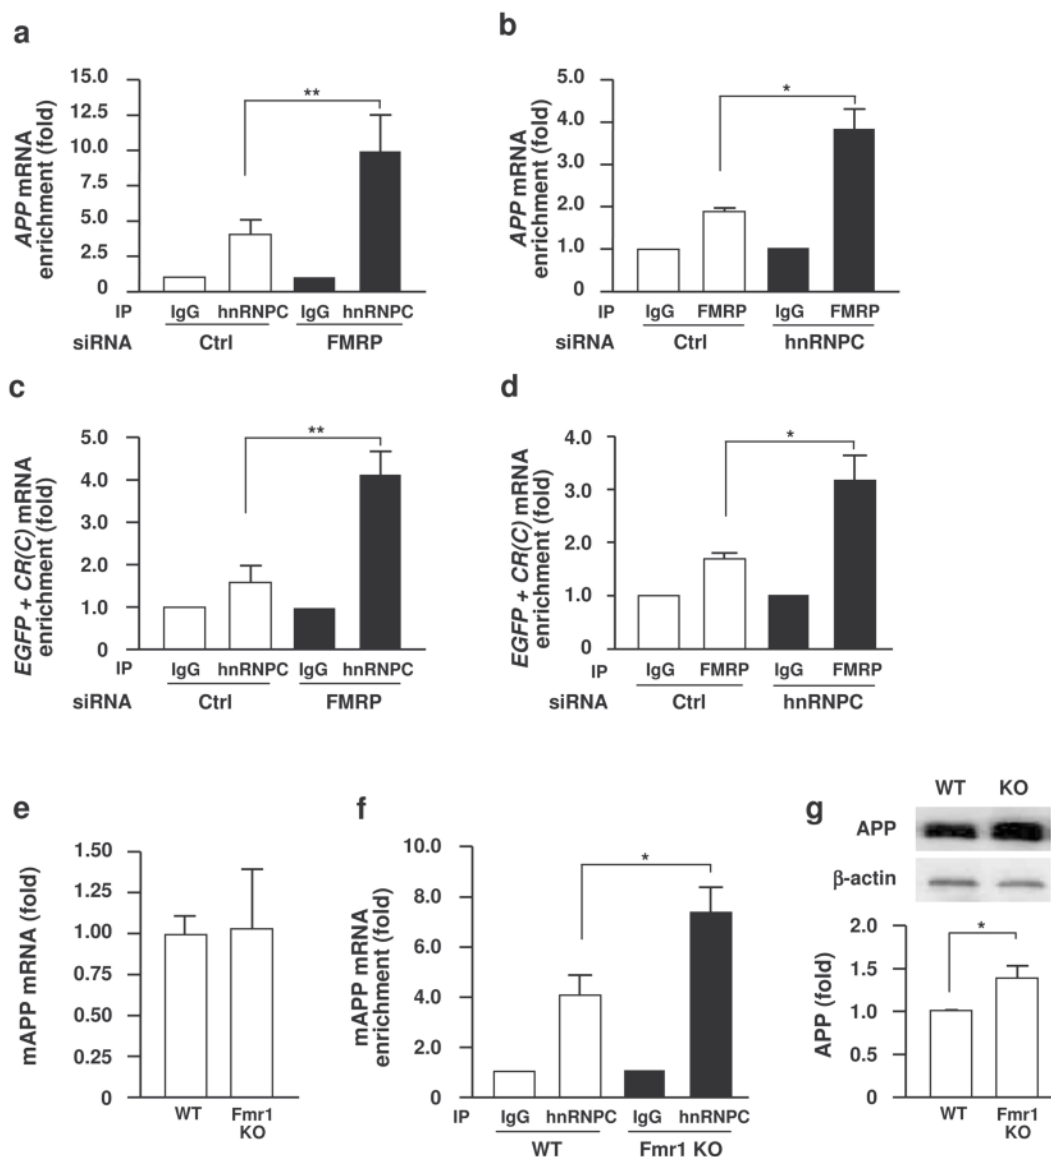 a
APP mRNA
enrichment (fold)
15.0
12.5
10.0
7.5
5.0
2.5
0
**
IP IgG hnRNPC IgG hnRNPC
siRNA Ctrl FMRP
b
APP mRNA
enrichment (fold)
5.0
4.0
3.0
2.0
1.0
0
*
IP IgG FMRP IgG FMRP
siRNA Ctrl hnRNPC
c
EGFP + CR(C) mRNA
enrichment (fold)
5.0
4.0
3.0
2.0
1.0
0
**
IP IgG hnRNPC IgG hnRNPC
siRNA Ctrl FMRP
d
EGFP + CR(C) mRNA
enrichment (fold)
4.0
3.0
2.0
1.0
0
*
IP IgG FMRP IgG FMRP
siRNA Ctrl hnRNPC
e
mAPP mRNA (fold)
1.50
1.25
1.00
0.75
0.50
0.25
0
WT Fmr1
KO
f
mAPP mRNA
enrichment (fold)
10.0
8.0
6.0
4.0
2.0
0
*
IP IgG hnRNPC IgG hnRNPC
WT Fmr1 KO
g
WT KO
APP
β-actin
APP (fold)
2.0
1.5
1.0
0.5
0
*
WT Fmr1
KO